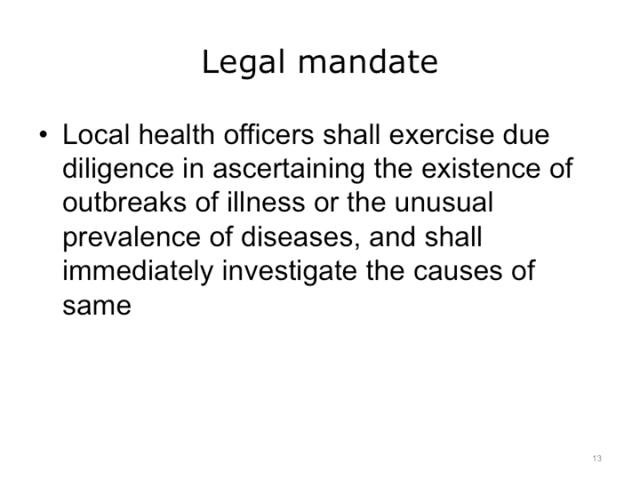 Legal mandate
• Local health officers shall exercise due
diligence in ascertaining the existence of
outbreaks of illness or the unusual
prevalence of diseases, and shall
immediately investigate the causes of
same
13